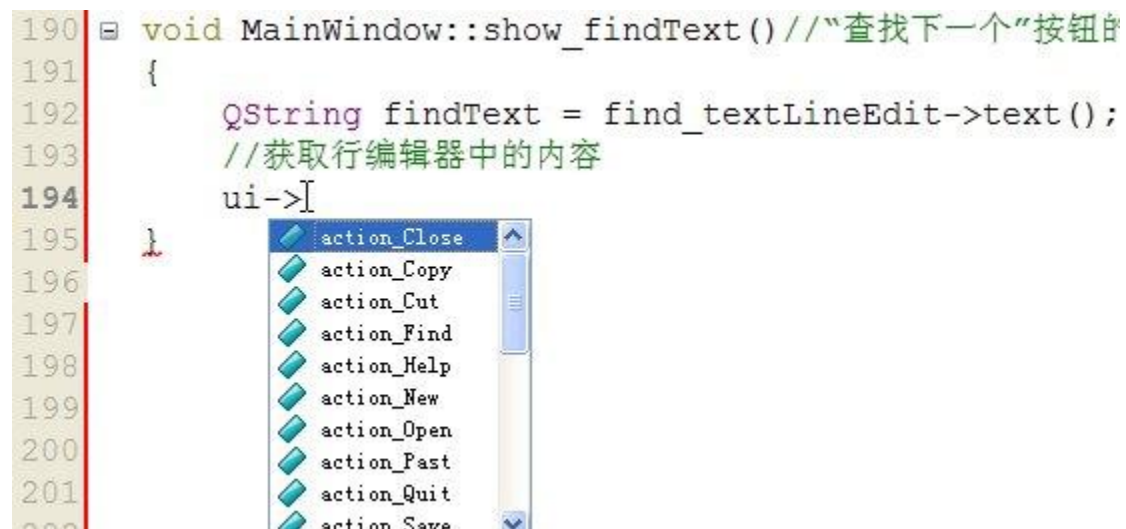 190 void MainWindow::show_findText()//“查找下一个”按钮的
191 {
192 QString findText = find_textLineEdit->text();
193 //获取行编辑器中的内容
194 ui->
195 }
action_Close
196 action_Copy
action_Cut
197 action_Find
198 action_Help
199 action_New
200 action_Open
action_Past
201 action_Quit
action_Save